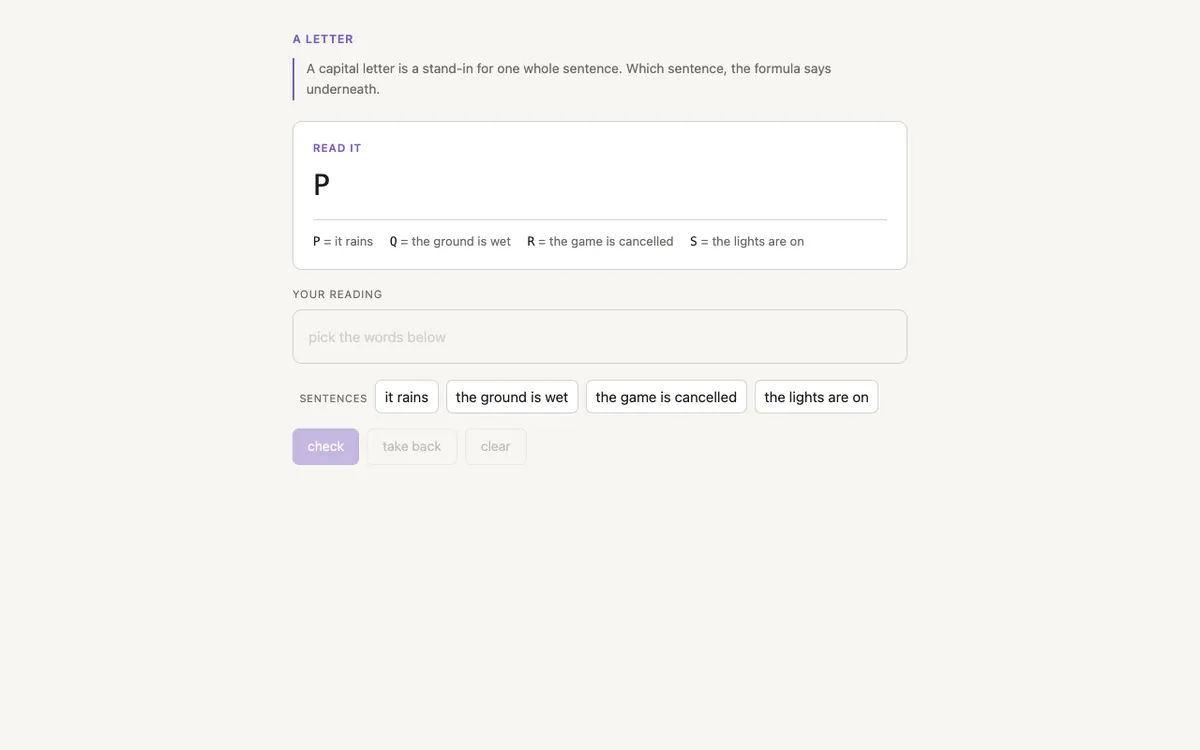 A LETTER
A capital letter is a stand-in for one whole sentence. Which sentence, the formula says
underneath.
READ IT
P
P = it rains Q = the ground is wet R = the game is cancelled S = the lights are on
YOUR READING
pick the words below
SENTENCES it rains the ground is wet the game is cancelled the lights are on
check take back clear